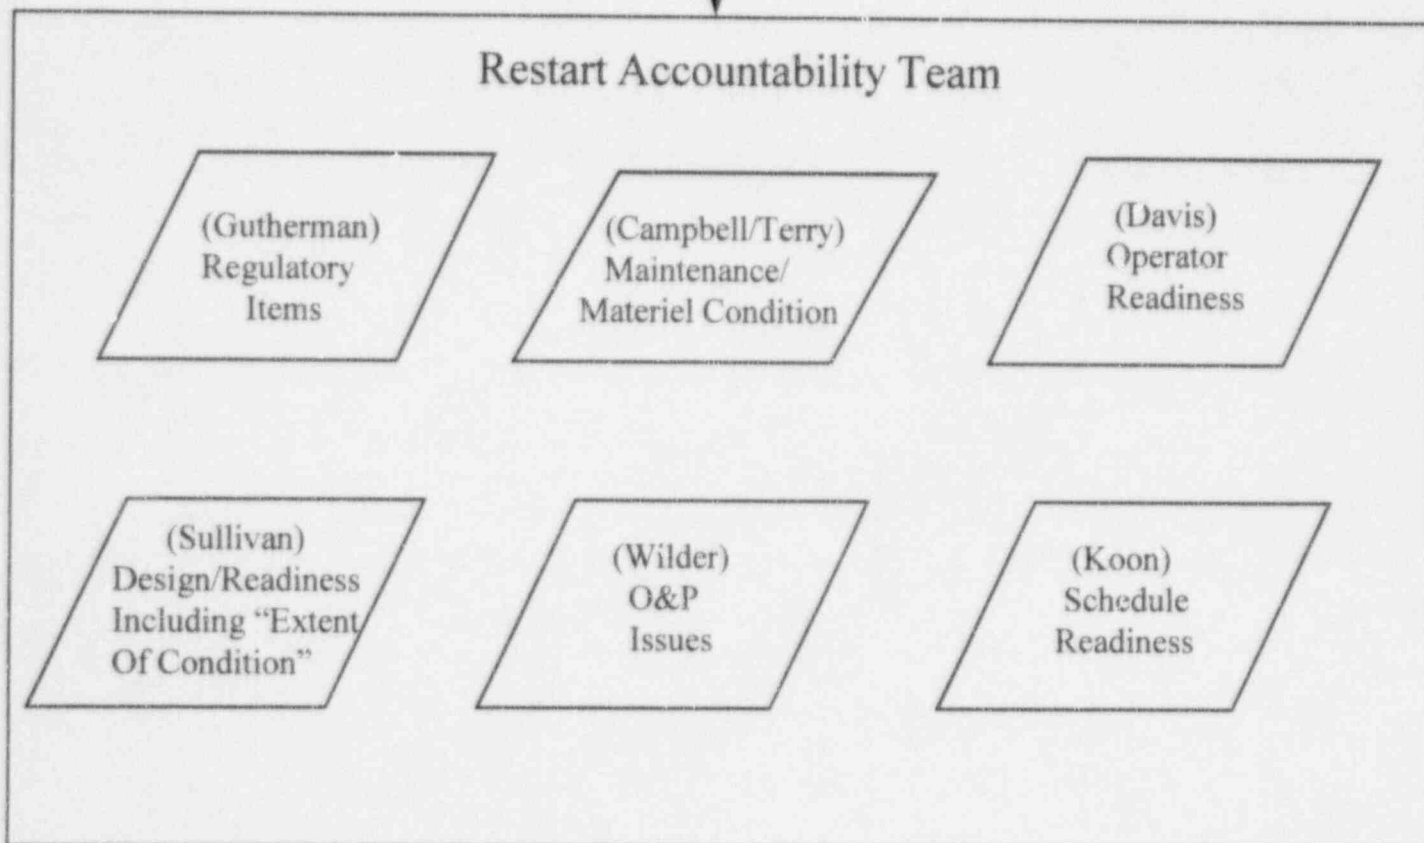 Restart Accountability Team
(Gutherman)
Regulatory
Items
(Campbell/Terry)
Maintenance/
Materiel Condition
(Davis)
Operator
Readiness
(Sullivan)
Design/Readiness
Including “Extent
Of Condition”
(Wilder)
O&P
Issues
(Koon)
Schedule
Readiness